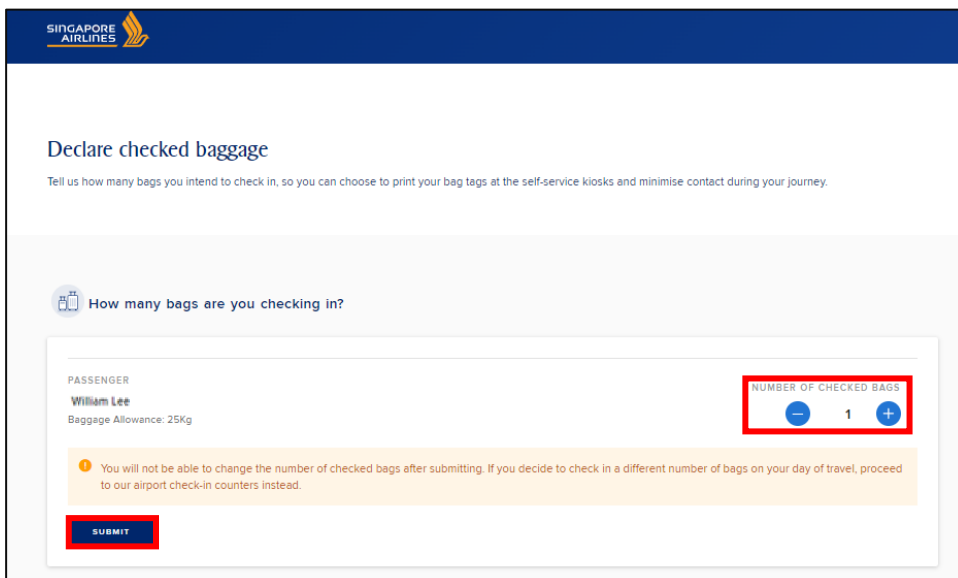 SINGAPORE
AIRLINES
Declare checked baggage
Tell us how many bags you intend to check in, so you can choose to print your bag tags at the self-service kiosks and minimise contact during your journey.
How many bags are you checking in?
PASSENGER
William Lee
Baggage Allowance: 25Kg
NUMBER OF CHECKED BAGS
1
You will not be able to change the number of checked bags after submitting. If you decide to check in a different number of bags on your day of travel, proceed
to our airport check-in counters instead.
SUBMIT